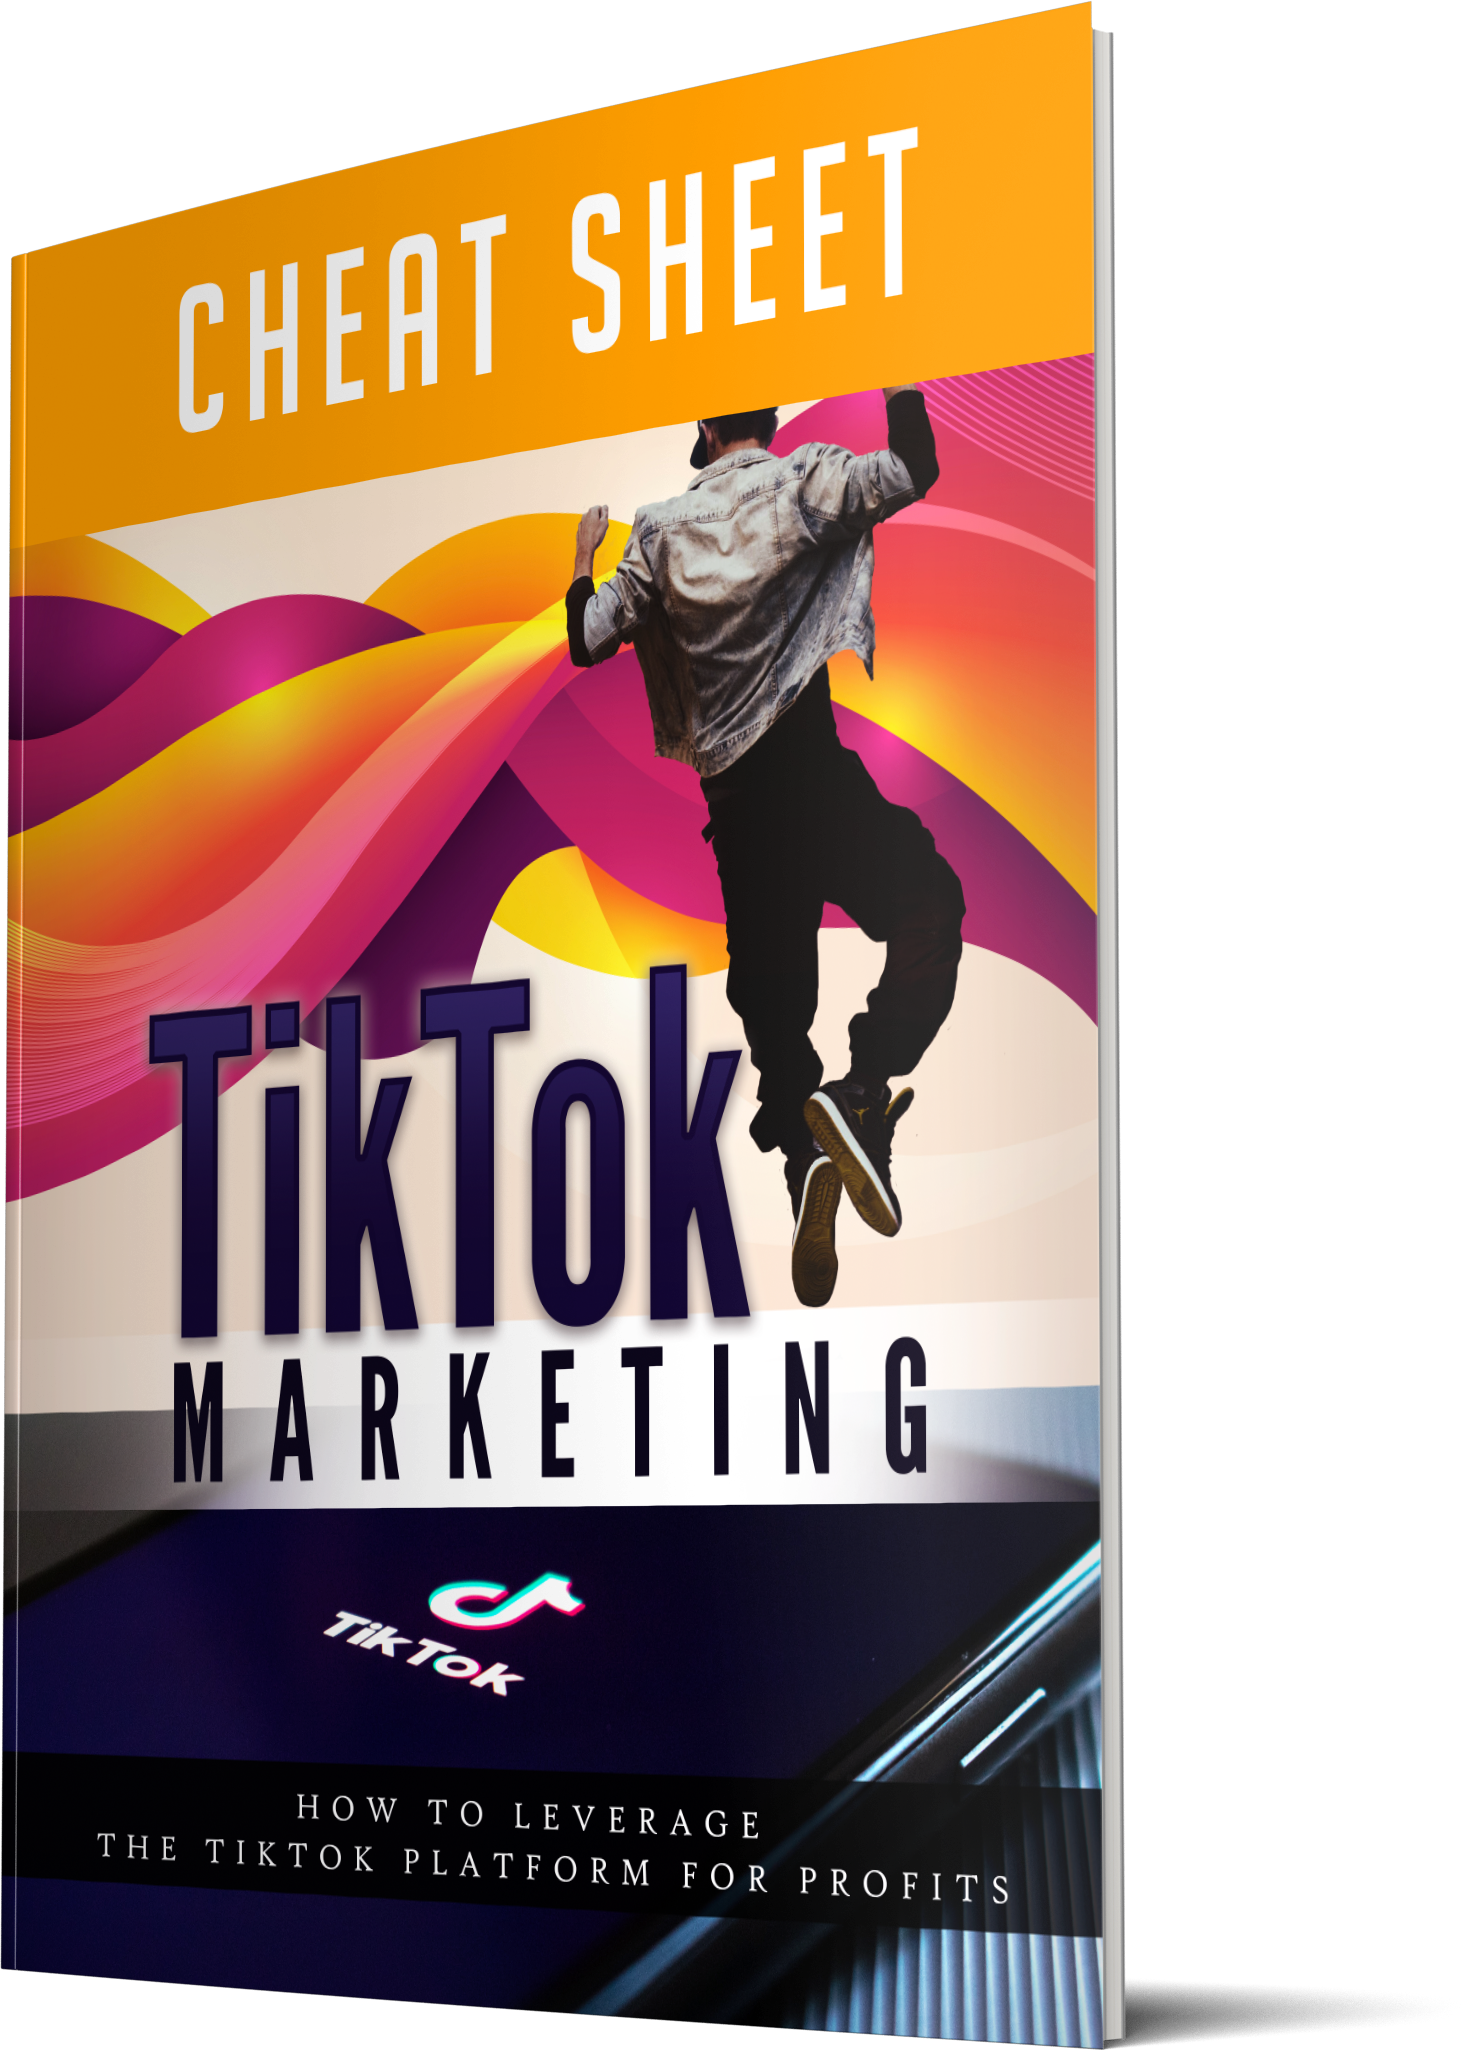 CHEAT SHEET
TikTok
MARKETING
TikTok
HOW TO LEVERAGE
THE TIKTOK PLATFORM FOR PROFITS